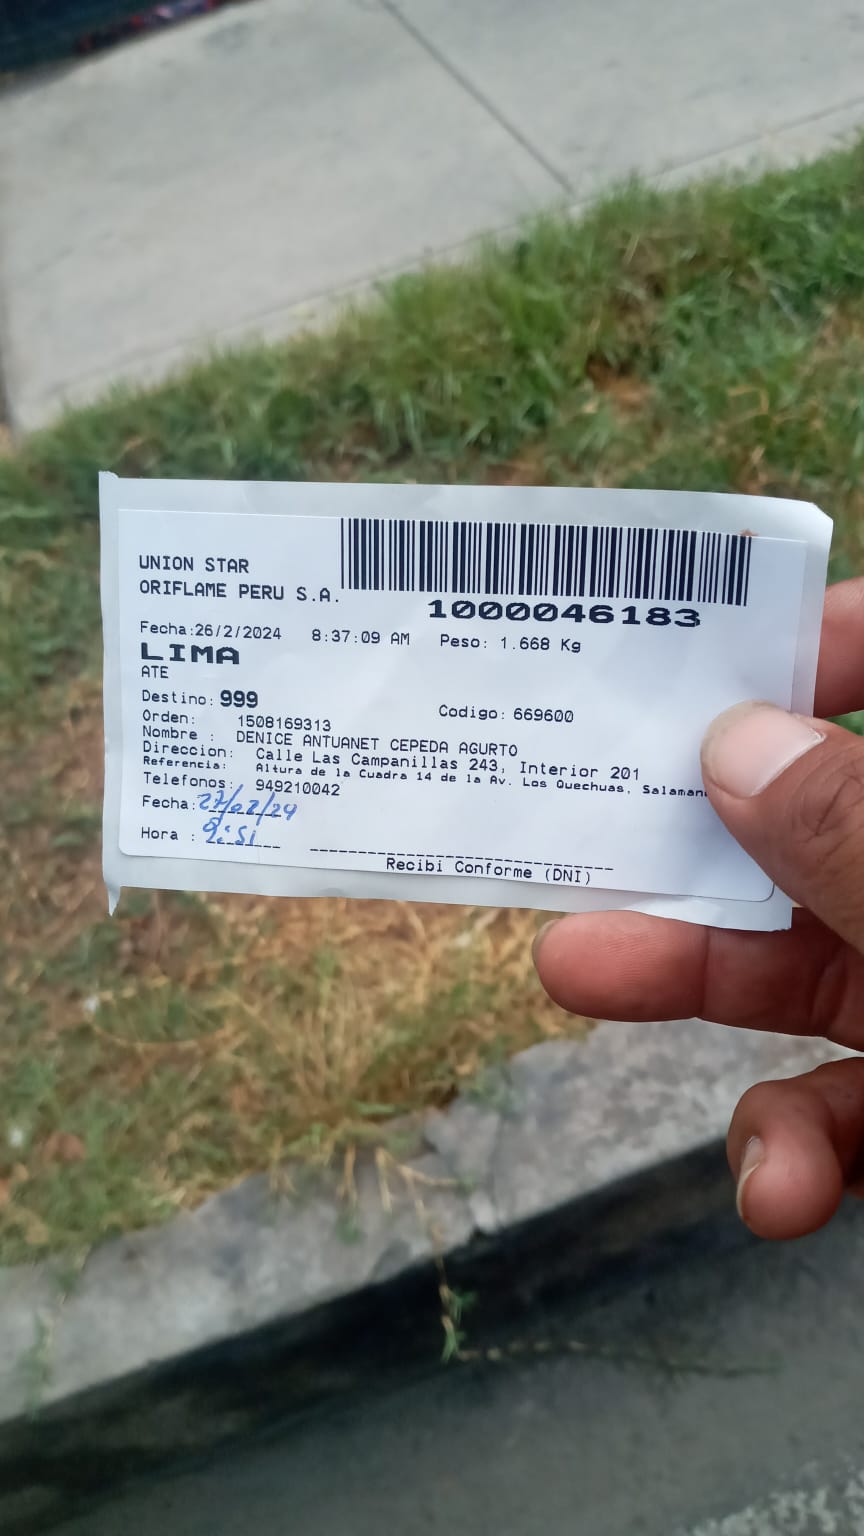 UNION STAR
ORIFLAME PERU S.A.
1000046183
Fecha:26/2/2024 8:37:09 AM Peso: 1.668 Kg
LIMA
ATE
Destino: 999
Codigo: 669600
Orden: 1508169313
Nombre : DENICE ANTUANET CEPEDA AGURTO
Direccion: Calle Las Campanillas 243, Interior 201
Referencia: Altura de la Cuadra 14 de la Av. Los Quechuas, Salaman
Telefonos: 949210042
Fecha: 27/02/24
Hora : 9:51
Recibi Conforme (DNI)